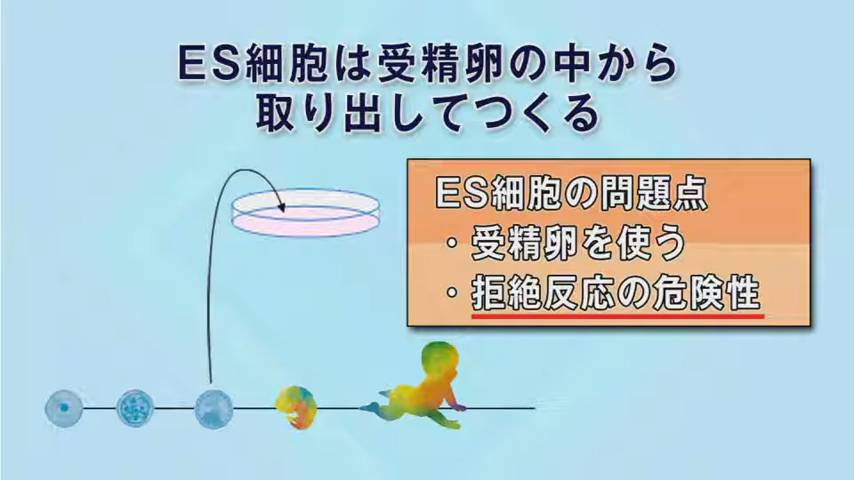 ES細胞は受精卵の中から
取り出してつくる
ES細胞の問題点
・受精卵を使う
・拒絶反応の危険性